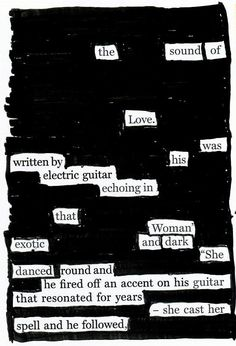 the sound of
Love.
was
written by his
electric guitar
echoing in
that
Woman
exotic and dark
"She
danced round and
he fired off an accent on his guitar
that resonated for years
– she cast her
spell and he followed,